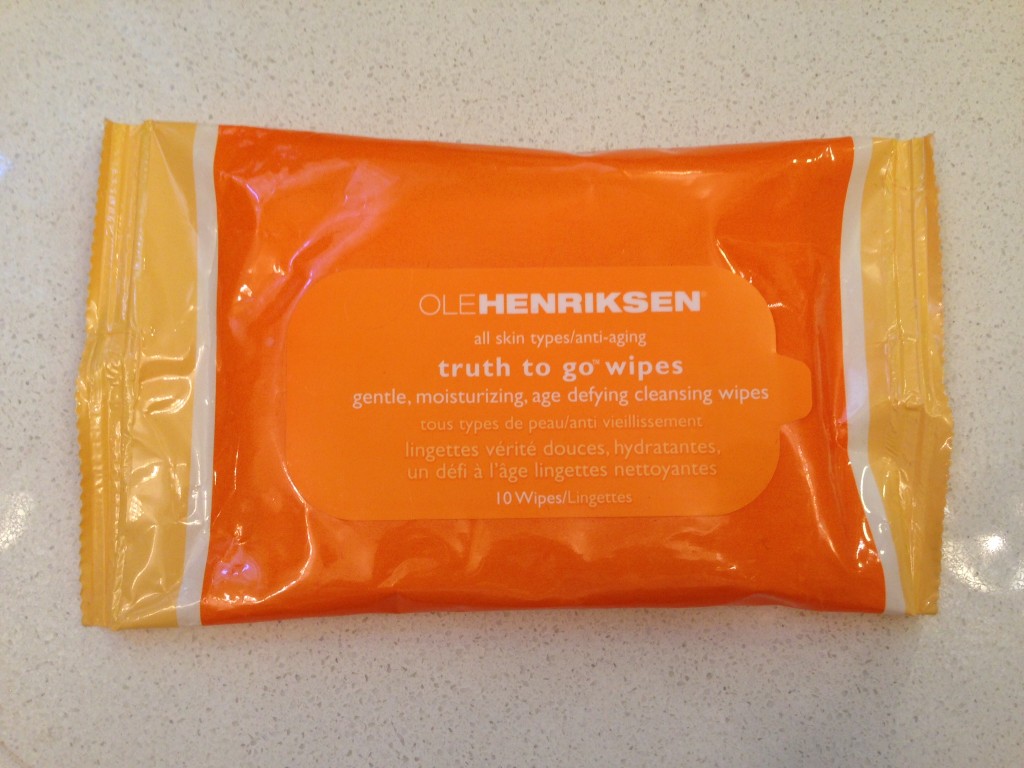 OLEHENRIKSEN®
all skin types/anti-aging
truth to go™ wipes
gentle, moisturizing, age defying cleansing wipes
tous types de peau/anti vieillissement
lingettes vérité douces, hydratantes,
un défi à l'âge lingettes nettoyantes
10 Wipes/Lingettes